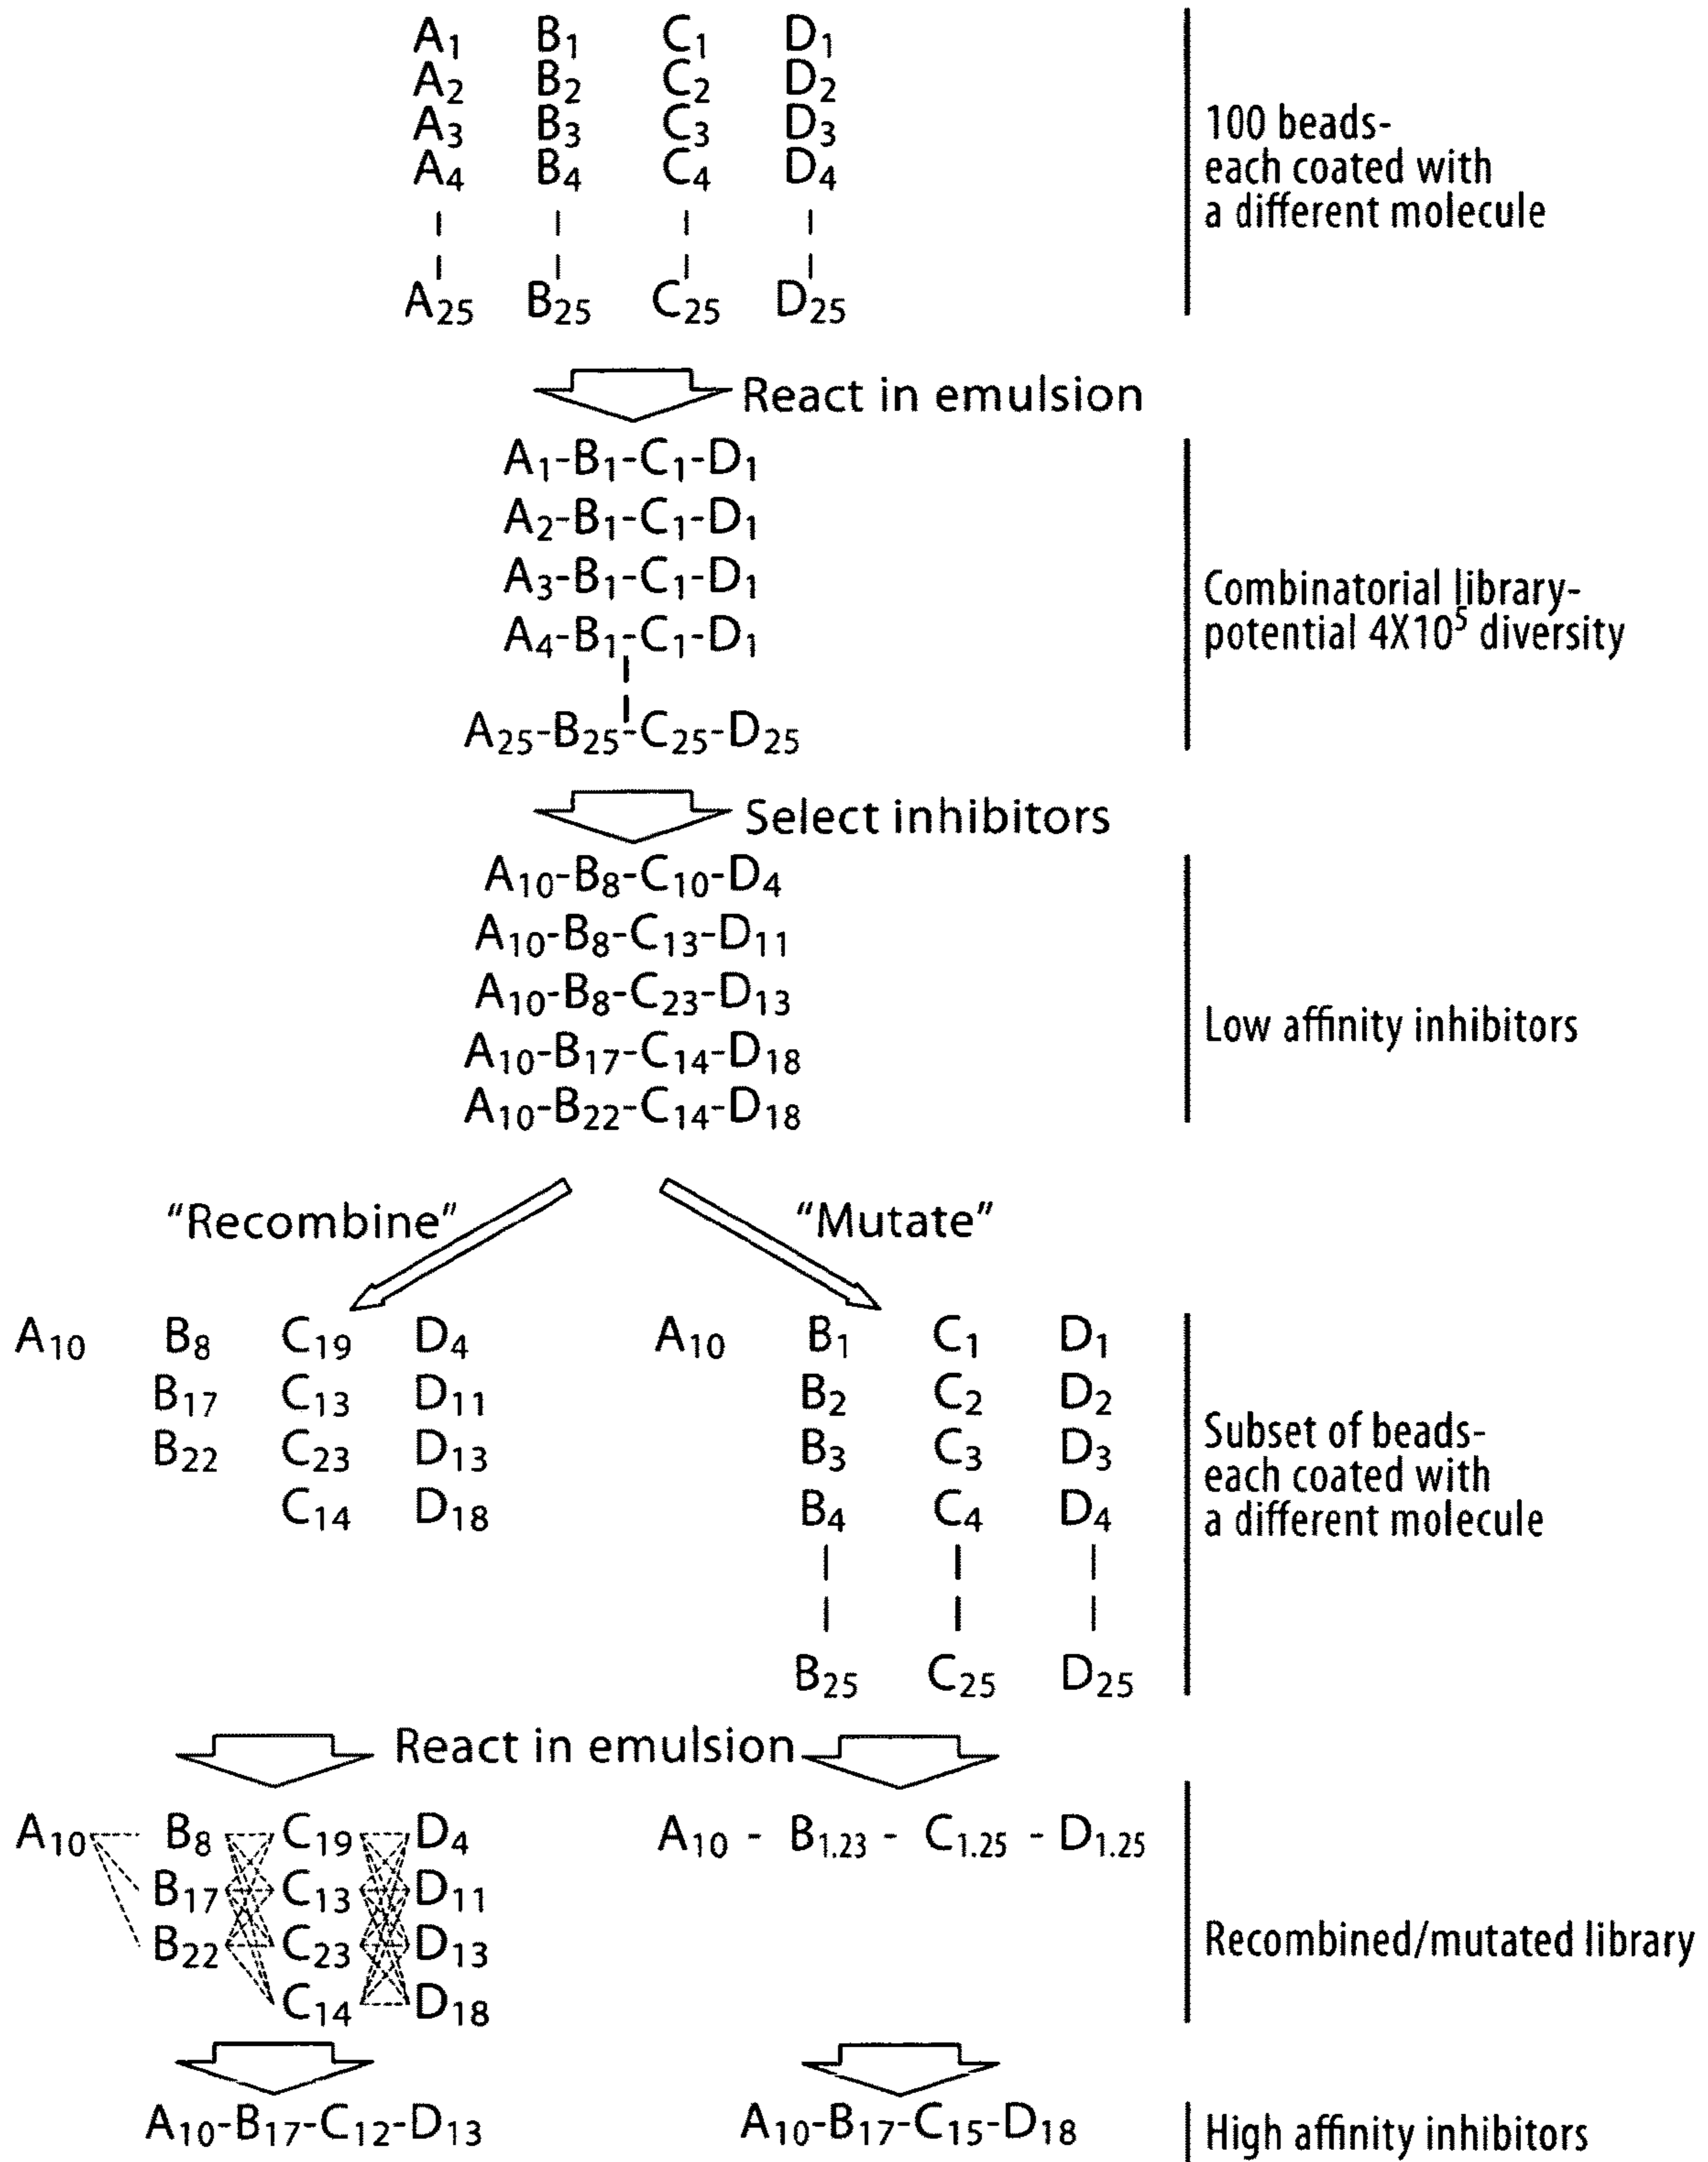 A₁ B₁ C₁ D₁
A₂ B₂ C₂ D₂
A₃ B₃ C₃ D₃
A₄ B₄ C₄ D₄
A₂₅ B₂₅ C₂₅ D₂₅
100 beads-
each coated with
a different molecule
React in emulsion
A₁-B₁-C₁-D₁
A₂-B₁-C₁-D₁
A₃-B₁-C₁-D₁
A₄-B₁-C₁-D₁
A₂₅-B₂₅-C₂₅-D₂₅
Combinatorial library-
potential 4X10⁵ diversity
Select inhibitors
A₁₀-B₈-C₁₀-D₄
A₁₀-B₈-C₁₃-D₁₁
A₁₀-B₈-C₂₃-D₁₃
A₁₀-B₁₇-C₁₄-D₁₈
A₁₀-B₂₂-C₁₄-D₁₈
Low affinity inhibitors
"Recombine"
"Mutate"
A₁₀ B₈ C₁₉ D₄
B₁₇ C₁₃ D₁₁
B₂₂ C₂₃ D₁₃
C₁₄ D₁₈
A₁₀ B₁ C₁ D₁
B₂ C₂ D₂
B₃ C₃ D₃
B₄ C₄ D₄
B₂₅ C₂₅ D₂₅
Subset of beads-
each coated with
a different molecule
React in emulsion
A₁₀ B₈ C₁₉ D₄
B₁₇ C₁₃ D₁₁
B₂₂ C₂₃ D₁₃
C₁₄ D₁₈
A₁₀ - B₁.₂₃ - C₁.₂₅ - D₁.₂₅
Recombined/mutated library
A₁₀-B₁₇-C₁₂-D₁₃
A₁₀-B₁₇-C₁₅-D₁₈
High affinity inhibitors